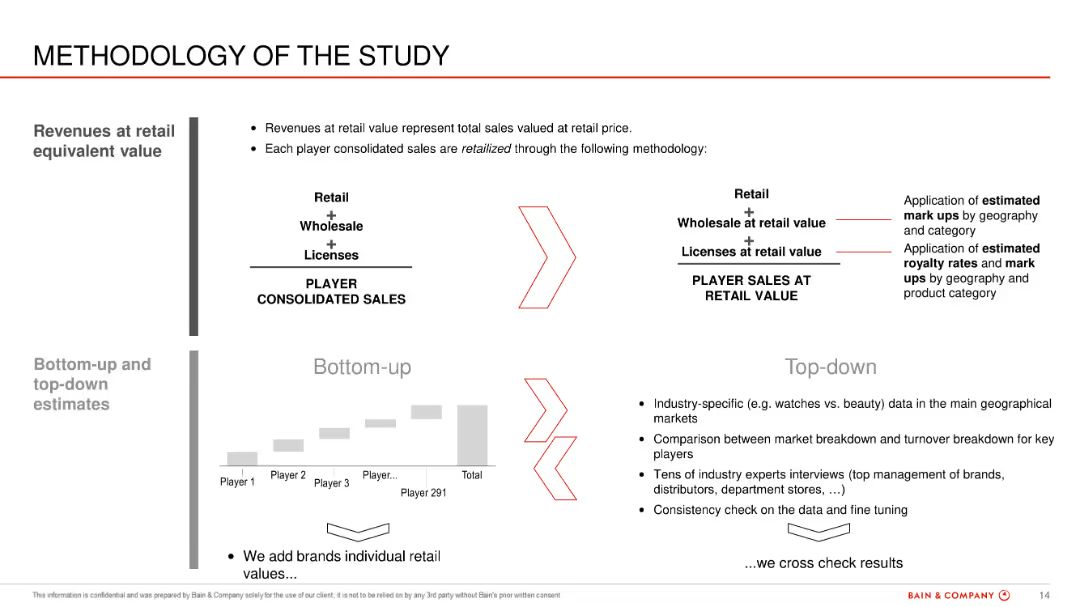 METHODOLOGY OF THE STUDY
Revenues at retail
equivalent value
• Revenues at retail value represent total sales valued at retail price.
• Each player consolidated sales are retailized through the following methodology:
Retail
+
Wholesale
+
Licenses
PLAYER
CONSOLIDATED SALES
Retail
+
Wholesale at retail value
+
Licenses at retail value
PLAYER SALES AT
RETAIL VALUE
Application of estimated
mark ups by geography
and category
Application of estimated
royalty rates and mark
ups by geography and
product category
Bottom-up and
top-down
estimates
Bottom-up
Player 1
Player 2
Player 3
Player...
Player 291
Total
• We add brands individual retail
values...
Top-down
• Industry-specific (e.g. watches vs. beauty) data in the main geographical
markets
• Comparison between market breakdown and turnover breakdown for key
players
• Tens of industry experts interviews (top management of brands,
distributors, department stores, …)
• Consistency check on the data and fine tuning
...we cross check results
This information is confidential and was prepared by Bain & Company solely for the use of our client; it is not to be relied on by any 3rd party without Bain's prior written consent
BAIN & COMPANY
14